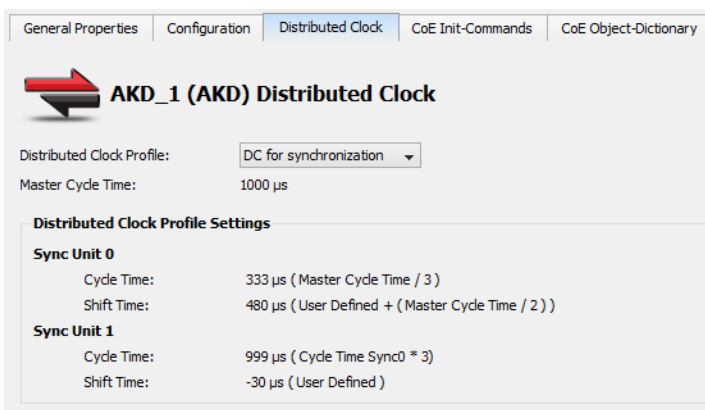 General Properties Configuration Distributed Clock CoE Init-Commands CoE Object-Dictionary
AKD_1 (AKD) Distributed Clock
Distributed Clock Profile: DC for synchronization
Master Cycle Time: 1000 µs
Distributed Clock Profile Settings
Sync Unit 0
Cycle Time: 333 µs ( Master Cycle Time / 3 )
Shift Time: 480 µs ( User Defined + ( Master Cycle Time / 2 ) )
Sync Unit 1
Cycle Time: 999 µs ( Cycle Time Sync0 * 3)
Shift Time: -30 µs ( User Defined )